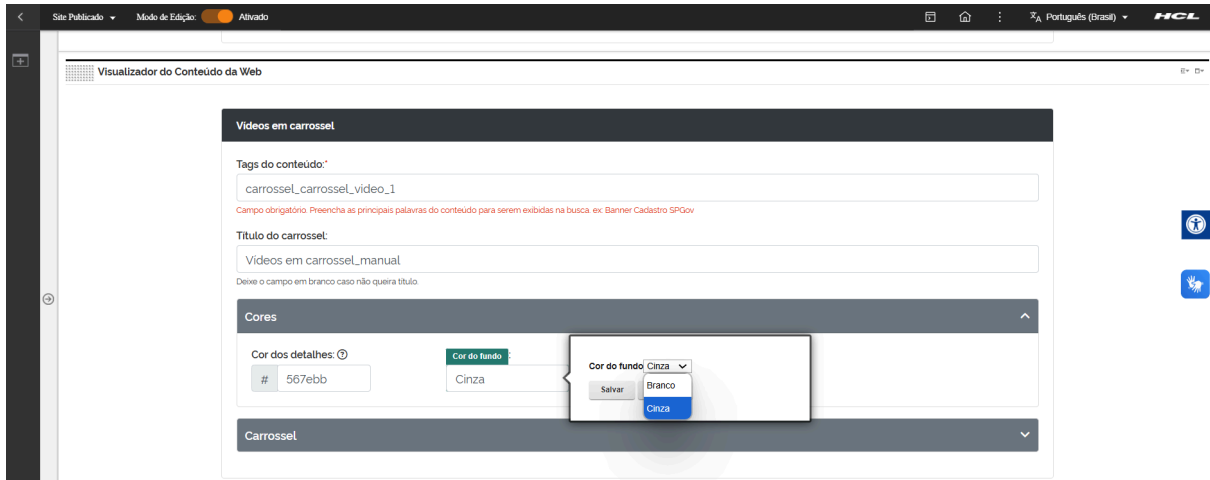 Site Publicado Modo de Edição: Ativado Português (Brasil) HCL
Visualizador do Conteúdo da Web
Vídeos em carrossel
Tags do conteúdo:*
carrossel_carrossel_video_1
Campo obrigatório. Preencha as principais palavras do conteúdo para serem exibidas na busca. ex: Banner Cadastro SPGov
Título do carrossel:
Vídeos em carrossel_manual
Deixe o campo em branco caso não queira título
Cores
Cor dos detalhes: Cor do fundo :
# 567ebb Cinza
Cor do fundo Cinza
Salvar
Branco
Cinza
Carrossel